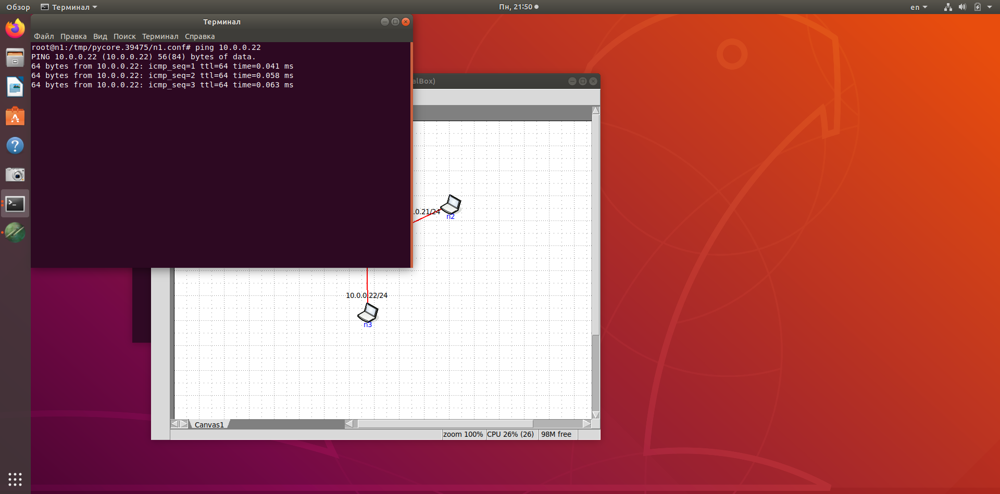 Обзор
Терминал
Пн, 21:50
en
Терминал
Файл Правка Вид Поиск Терминал Справка
root@n1:/tmp/pycore.39475/n1.conf# ping 10.0.0.22
PING 10.0.0.22 (10.0.0.22) 56(84) bytes of data.
64 bytes from 10.0.0.22: icmp_seq=1 ttl=64 time=0.041 ms
64 bytes from 10.0.0.22: icmp_seq=2 ttl=64 time=0.058 ms
64 bytes from 10.0.0.22: icmp_seq=3 ttl=64 time=0.063 ms
alBox)
.0.21/24
n2
10.0.0.22/24
n3
Canvas1
zoom 100% CPU 26% (26) 98M free